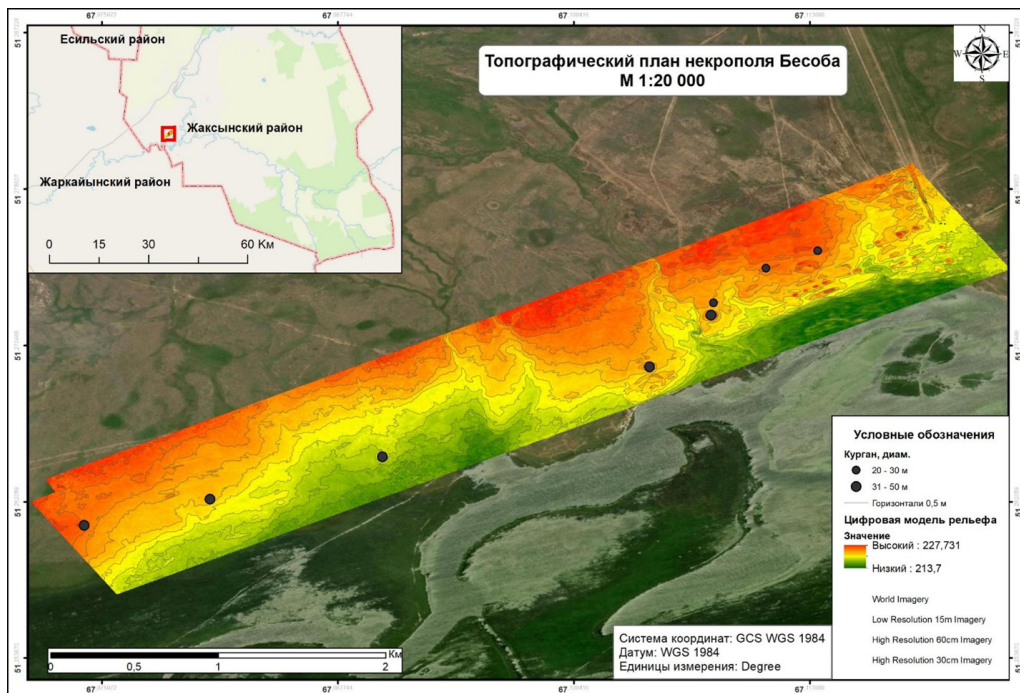 Топографический план некрополя Бесоба
М 1:20 000
Есильский район
Жаксынский район
Жаркайынский район
0 15 30 60 Км
N
W E
S
Условные обозначения
Курган, диам.
20 - 30 м
31 - 50 м
Горизонтали 0,5 м
Цифровая модель рельефа
Значение
Высокий : 227,731
Низкий : 213,7
World Imagery
Low Resolution 15m Imagery
High Resolution 60cm Imagery
High Resolution 30cm Imagery
Система координат: GCS WGS 1984
Датум: WGS 1984
Единицы измерения: Degree
Км
0 0,5 1 2